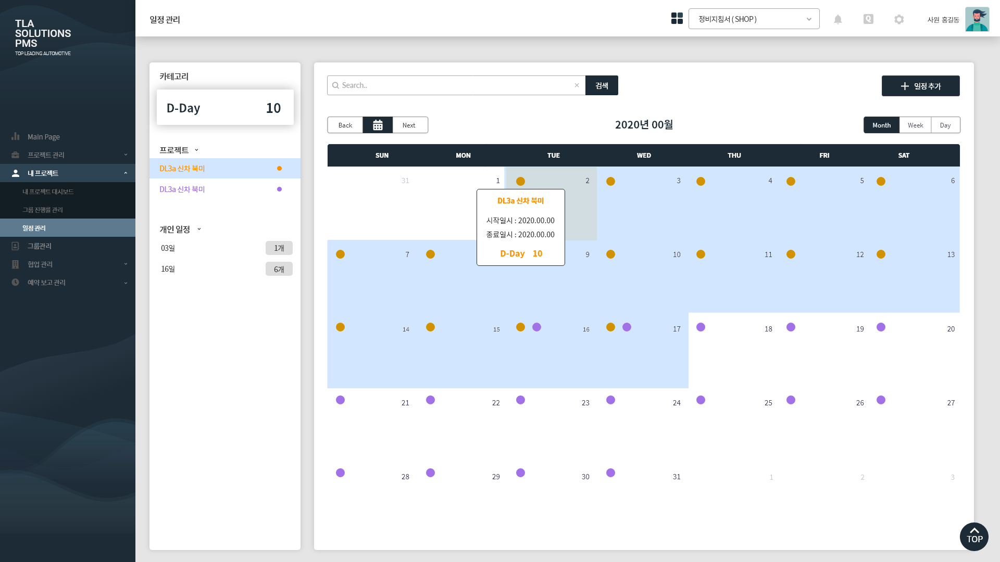 TLA
SOLUTIONS
PMS
TOP LEADING AUTOMOTIVE
Main Page
프로젝트 관리
내 프로젝트
내 프로젝트 대시보드
그룹 진행률 관리
일정 관리
그룹관리
협업 관리
예약 보고 관리
일정 관리
정비지침서 ( SHOP )
Q
사원 홍길동
카테고리
D-Day 10
프로젝트
DL3a 신차 북미
DL3a 신차 북미
개인 일정
03일 1개
16일 6개
Search..
검색
일정 추가
Back Next
2020년 00월
Month Week Day
SUN MON TUE WED THU FRI SAT
31 1 2 3 4 5 6
DL3a 신차 북미
시작일시 : 2020.00.00
종료일시 : 2020.00.00
D-Day 10
7 9 10 11 12 13
14 15 16 17 18 19 20
21 22 23 24 25 26 27
28 29 30 31 1 2 3
TOP